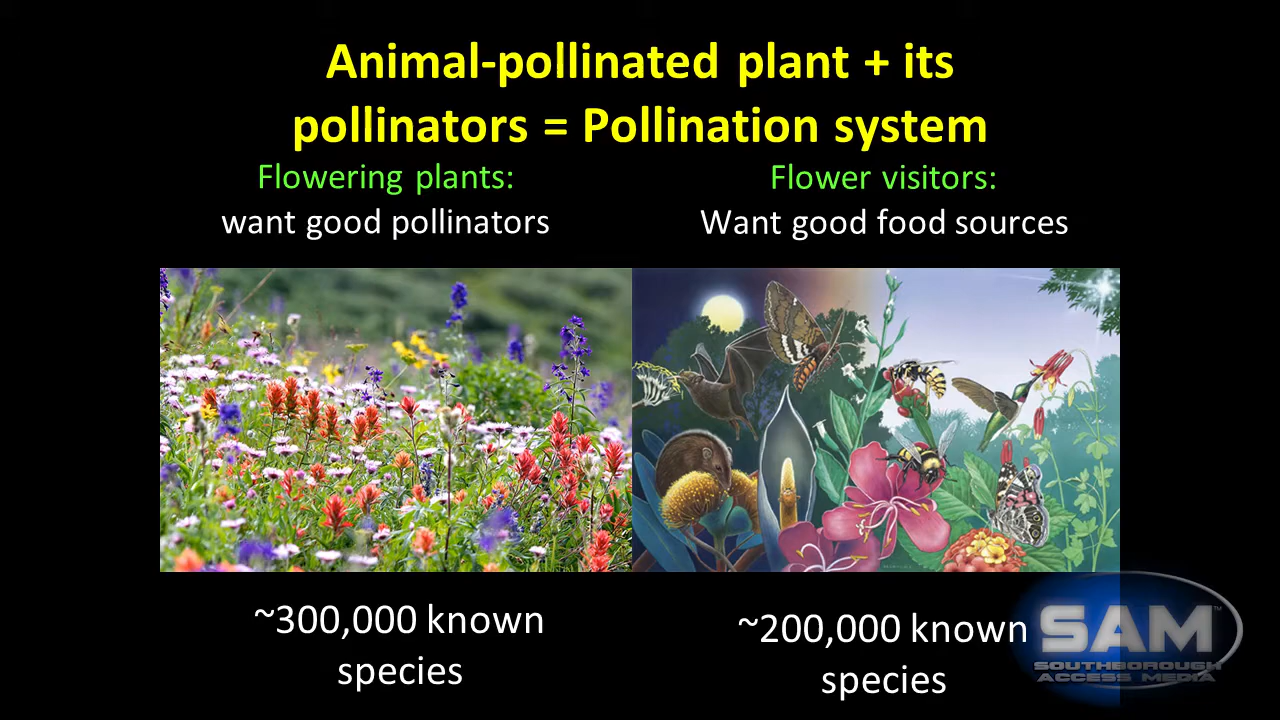 Animal-pollinated plant + its
pollinators = Pollination system
Flowering plants:
want good pollinators
Flower visitors:
Want good food sources
~300,000 known
species
~200,000 known
species
SAM™
SOUTHBOROUGH
ACCESS MEDIA